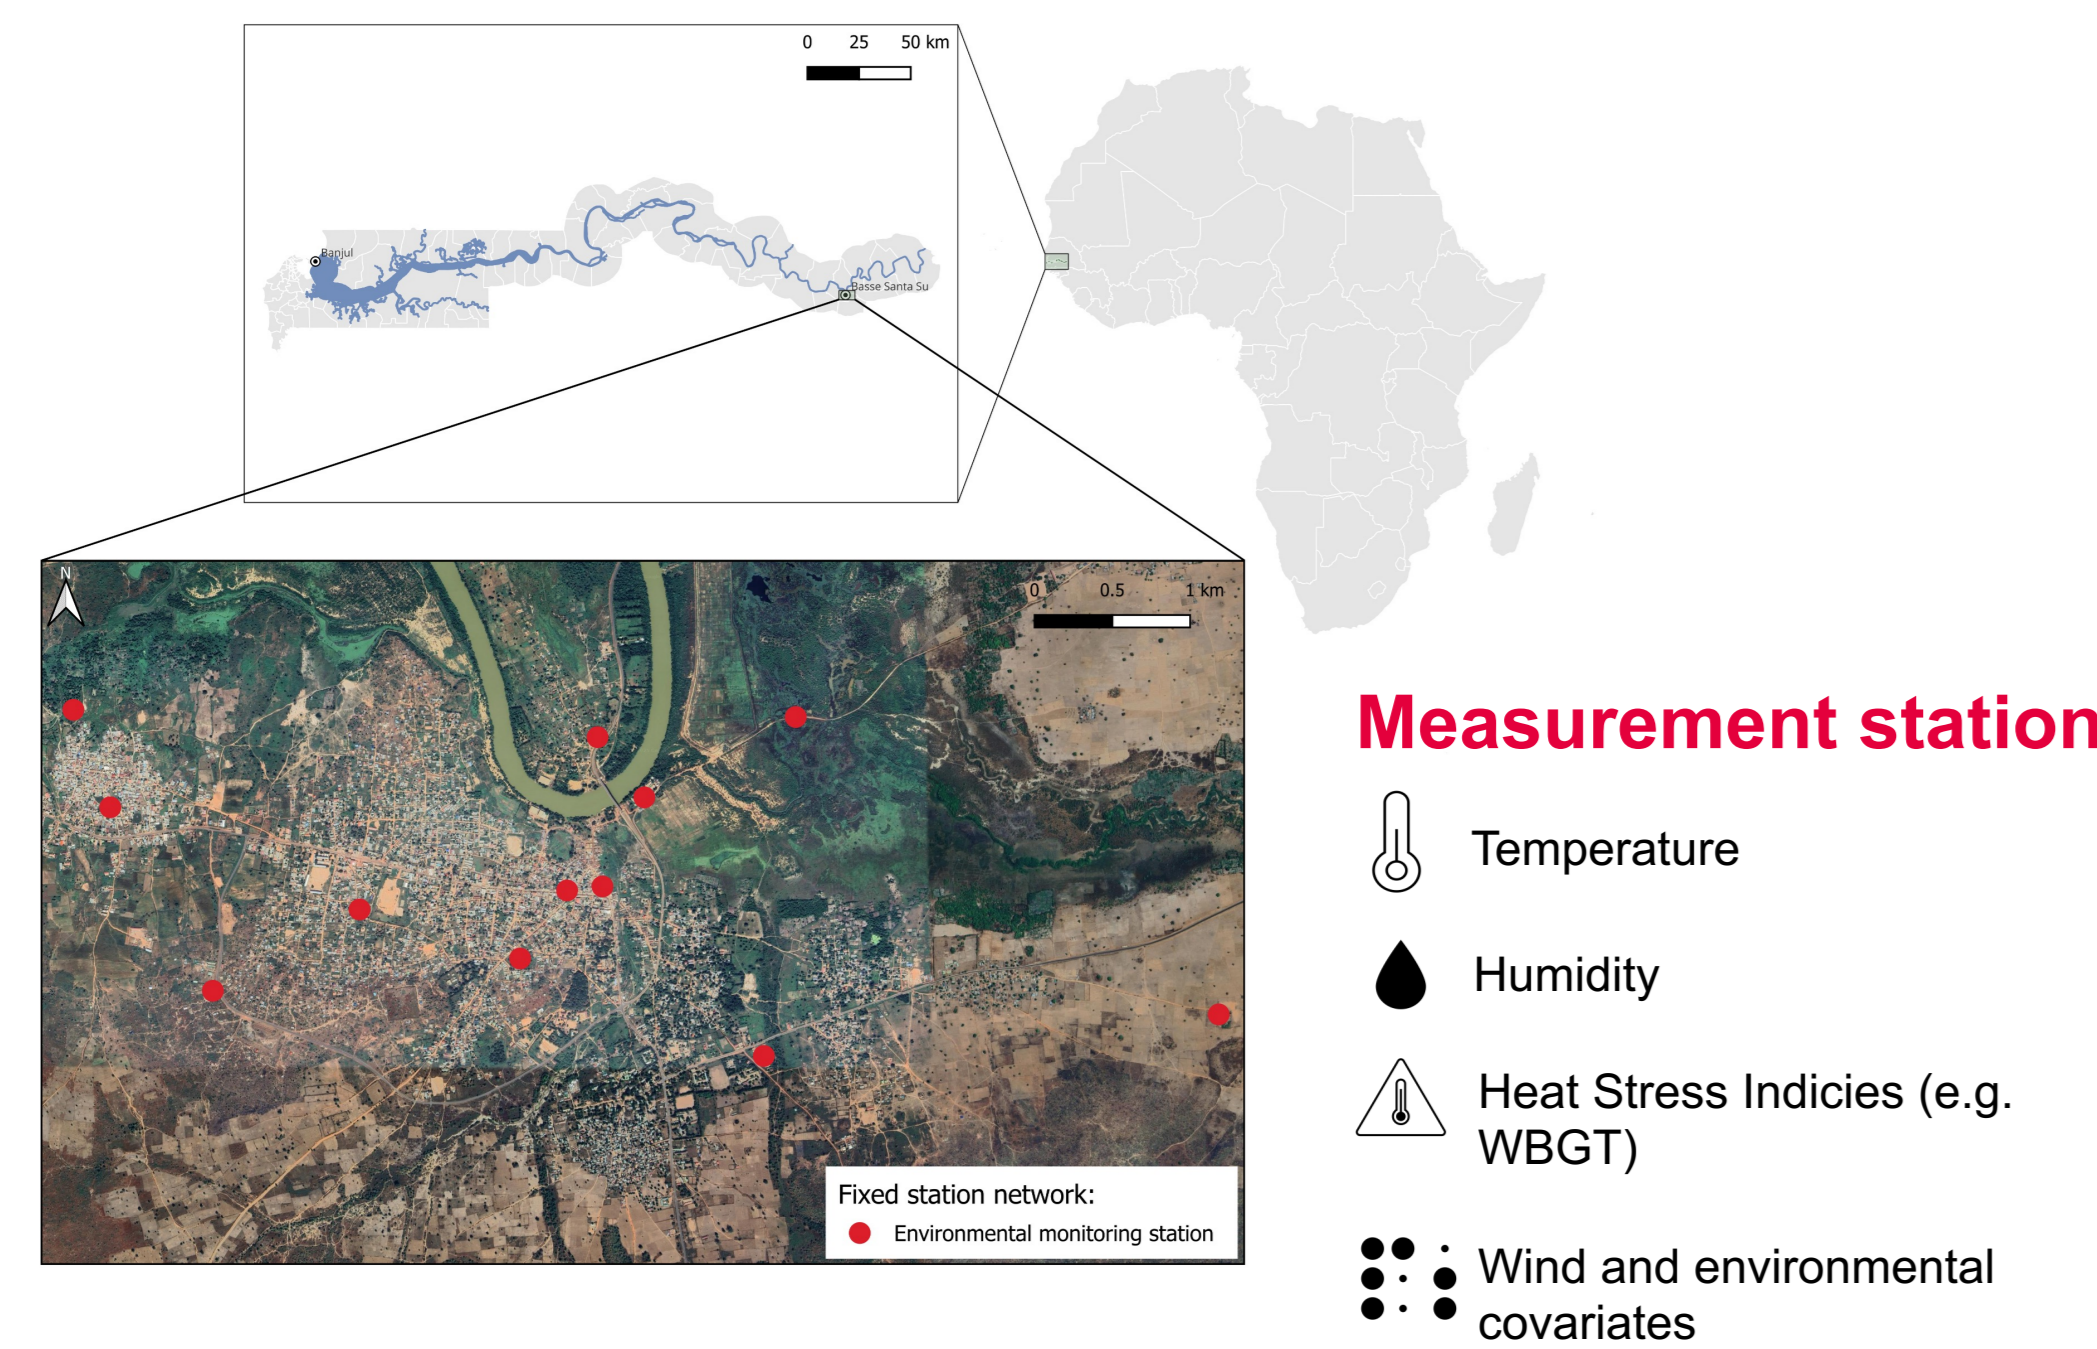 0 25 50 km
Banjul
Basse Santa Su
N
0 0.5 1 km
Fixed station network:
Environmental monitoring station
Measurement station
Temperature
Humidity
Heat Stress Indicies (e.g.
WBGT)
Wind and environmental
covariates